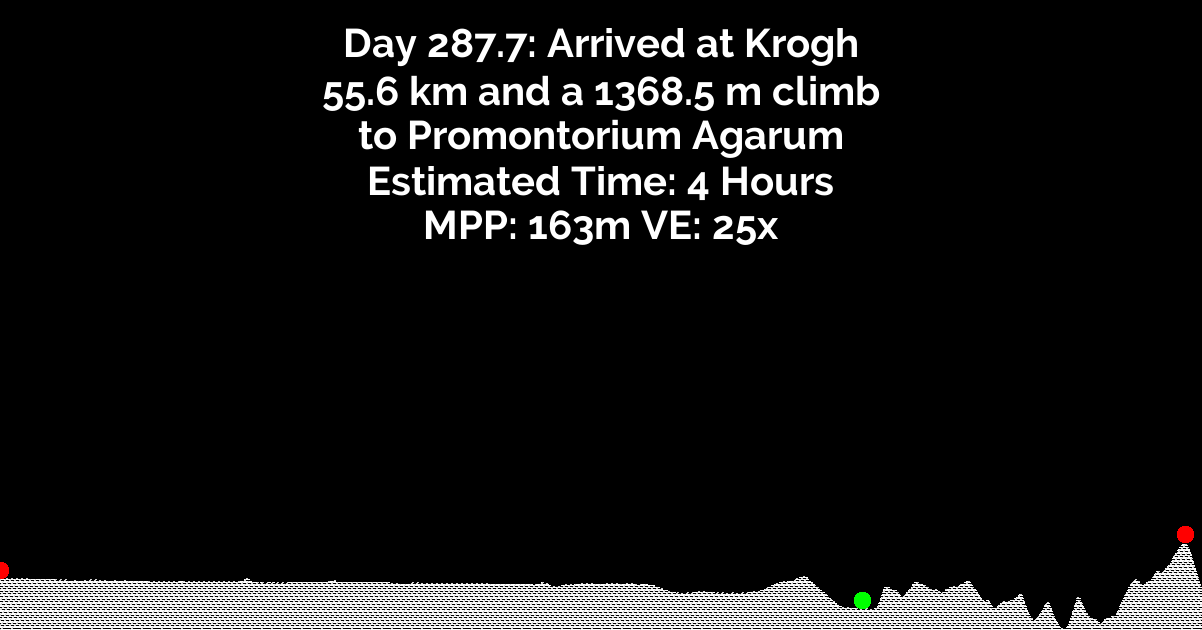 Day 287.7: Arrived at Krogh
55.6 km and a 1368.5 m climb
to Promontorium Agarum
Estimated Time: 4 Hours
MPP: 163m VE: 25x